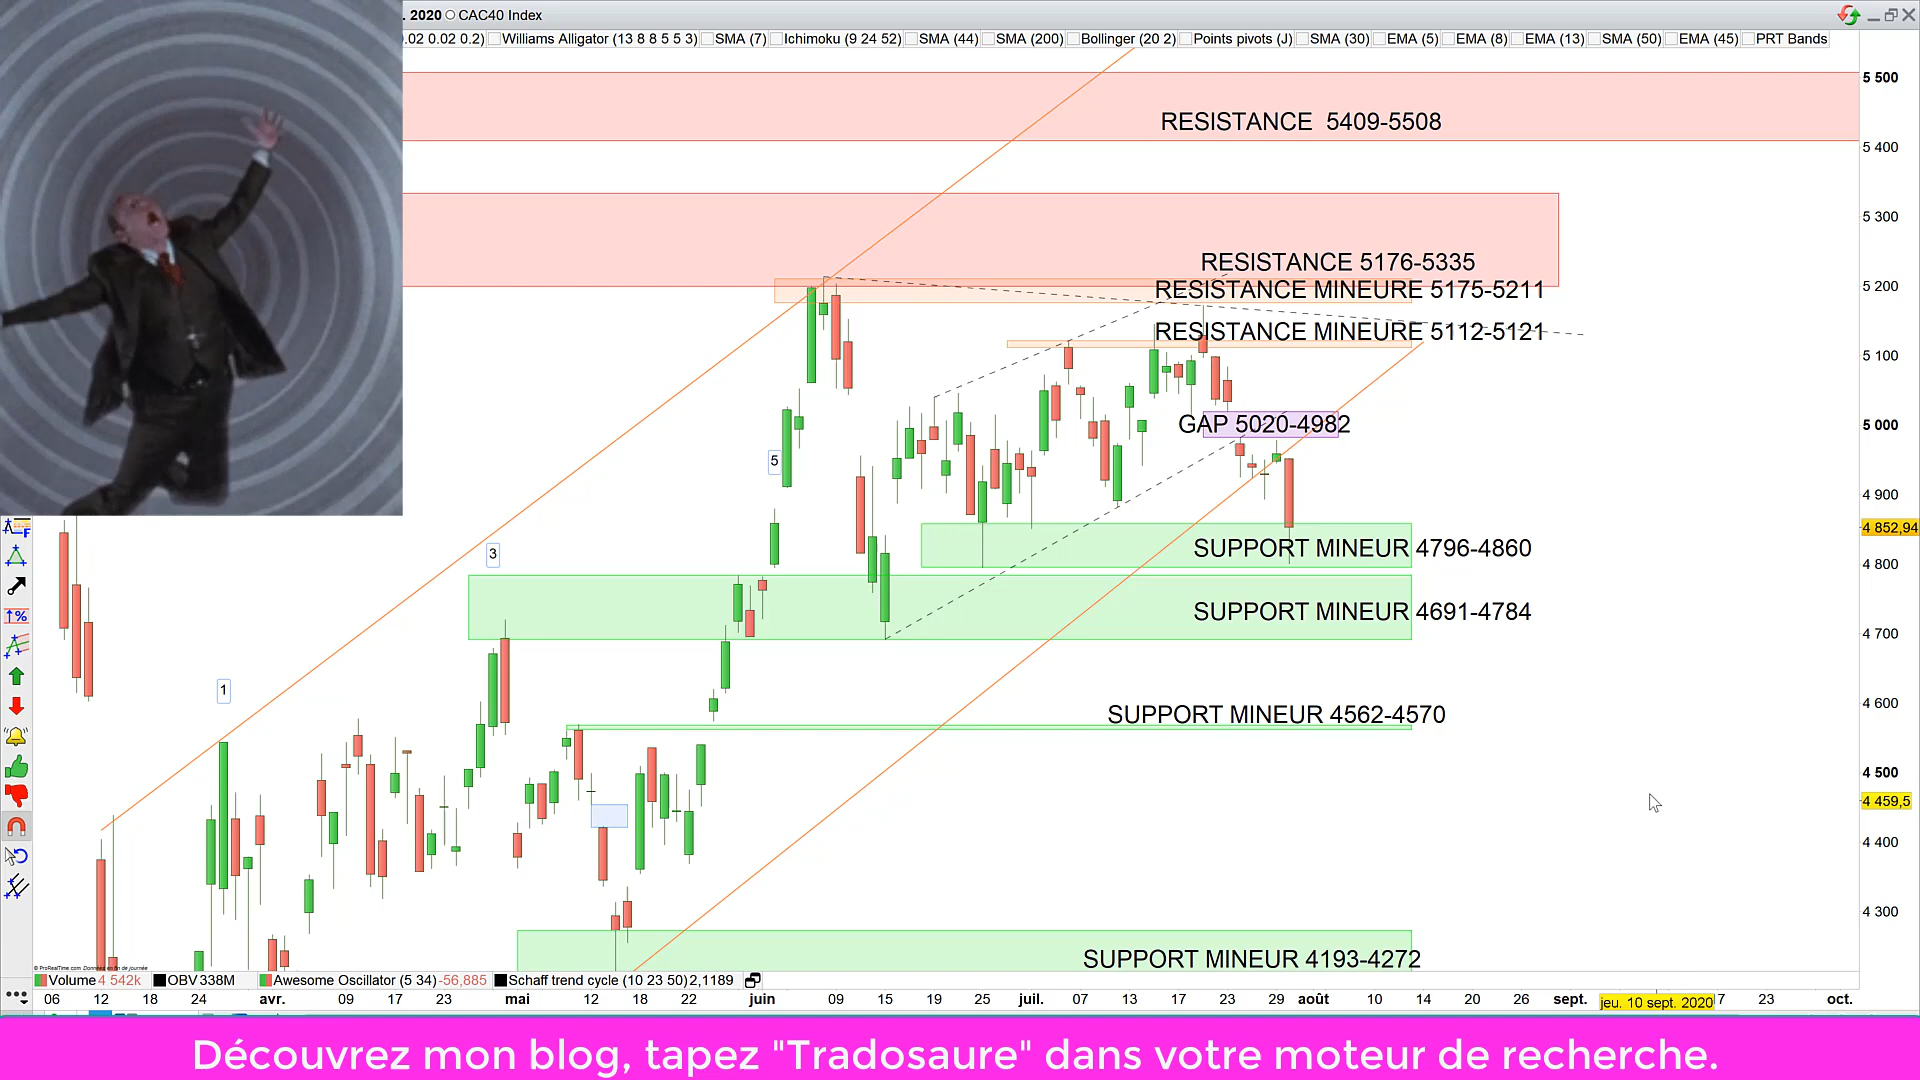 . 2020 CAC40 Index
0.02 0.02 0.2) Williams Alligator (13 8 8 5 5 3) SMA (7) Ichimoku (9 24 52) SMA (44) SMA (200) Bollinger (20 2) Points pivots (J) SMA (30) EMA (5) EMA (8) EMA (13) SMA (50) EMA (45) PRT Bands
5 500
RESISTANCE 5409-5508
5 400
5 300
RESISTANCE 5176-5335
5 200
RESISTANCE MINEURE 5175-5211
RESISTANCE MINEURE 5112-5121
5 100
GAP 5020-4982
5 000
5
4 900
4 852,94
SUPPORT MINEUR 4796-4860
3
4 800
SUPPORT MINEUR 4691-4784
4 700
1
4 600
SUPPORT MINEUR 4562-4570
4 500
4 459,5
4 400
4 300
SUPPORT MINEUR 4193-4272
© ProRealTime.com Données en fin de journée
Volume 4 542k OBV 338M Awesome Oscillator (5 34) -56,885 Schaff trend cycle (10 23 50) 2,1189
06 12 18 24 avr. 09 17 23 mai 12 18 22 juin 09 15 19 25 juil. 07 13 17 23 29 août 10 14 20 26 sept. jeu. 10 sept. 2020 7 23 oct.
Découvrez mon blog, tapez "Tradosaure" dans votre moteur de recherche.